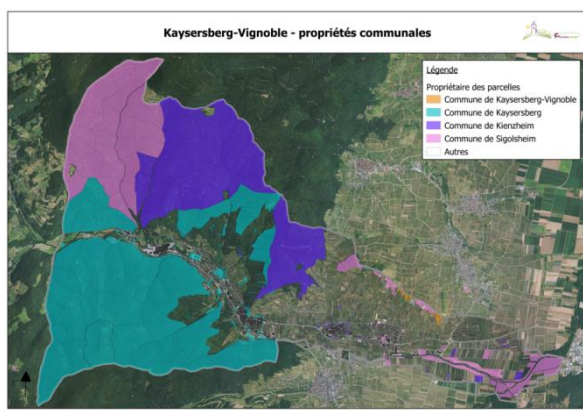 Kaysersberg-Vignoble - propriétés communales
Légende
Propriétaire des parcelles
Commune de Kaysersberg-Vignoble
Commune de Kaysersberg
Commune de Kienzheim
Commune de Sigolsheim
Autres